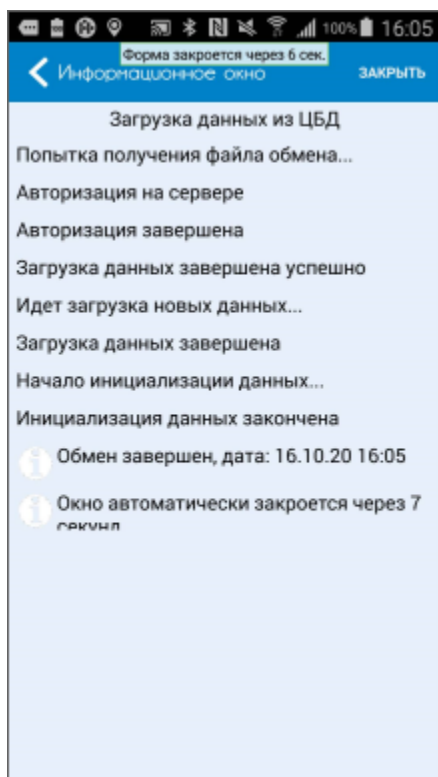 100% 16:05
Форма закроется через 6 сек.
Информационное окно ЗАКРЫТЬ
Загрузка данных из ЦБД
Попытка получения файла обмена...
Авторизация на сервере
Авторизация завершена
Загрузка данных завершена успешно
Идет загрузка новых данных...
Загрузка данных завершена
Начало инициализации данных...
Инициализация данных закончена
Обмен завершен, дата: 16.10.20 16:05
Окно автоматически закроется через 7
секунд